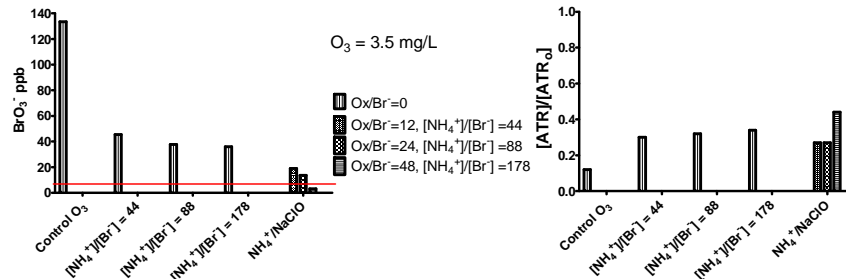 BrO₃⁻ ppb
140
120
100
80
60
40
20
0
Control O₃
[NH₄⁺]/[Br⁻] = 44
[NH₄⁺]/[Br⁻] = 88
[NH₄⁺]/[Br⁻] = 178
NH₄⁺/NaClO
O₃ = 3.5 mg/L
Ox/Br⁻=0
Ox/Br⁻=12, [NH₄⁺]/[Br⁻] =44
Ox/Br⁻=24, [NH₄⁺]/[Br⁻] =88
Ox/Br⁻=48, [NH₄⁺]/[Br⁻] =178
[ATR]/[ATR₀]
1.0
0.8
0.6
0.4
0.2
0.0
Control O₃
[NH₄⁺]/[Br⁻] = 44
[NH₄⁺]/[Br⁻] = 88
[NH₄⁺]/[Br⁻] = 178
NH₄⁺/NaClO